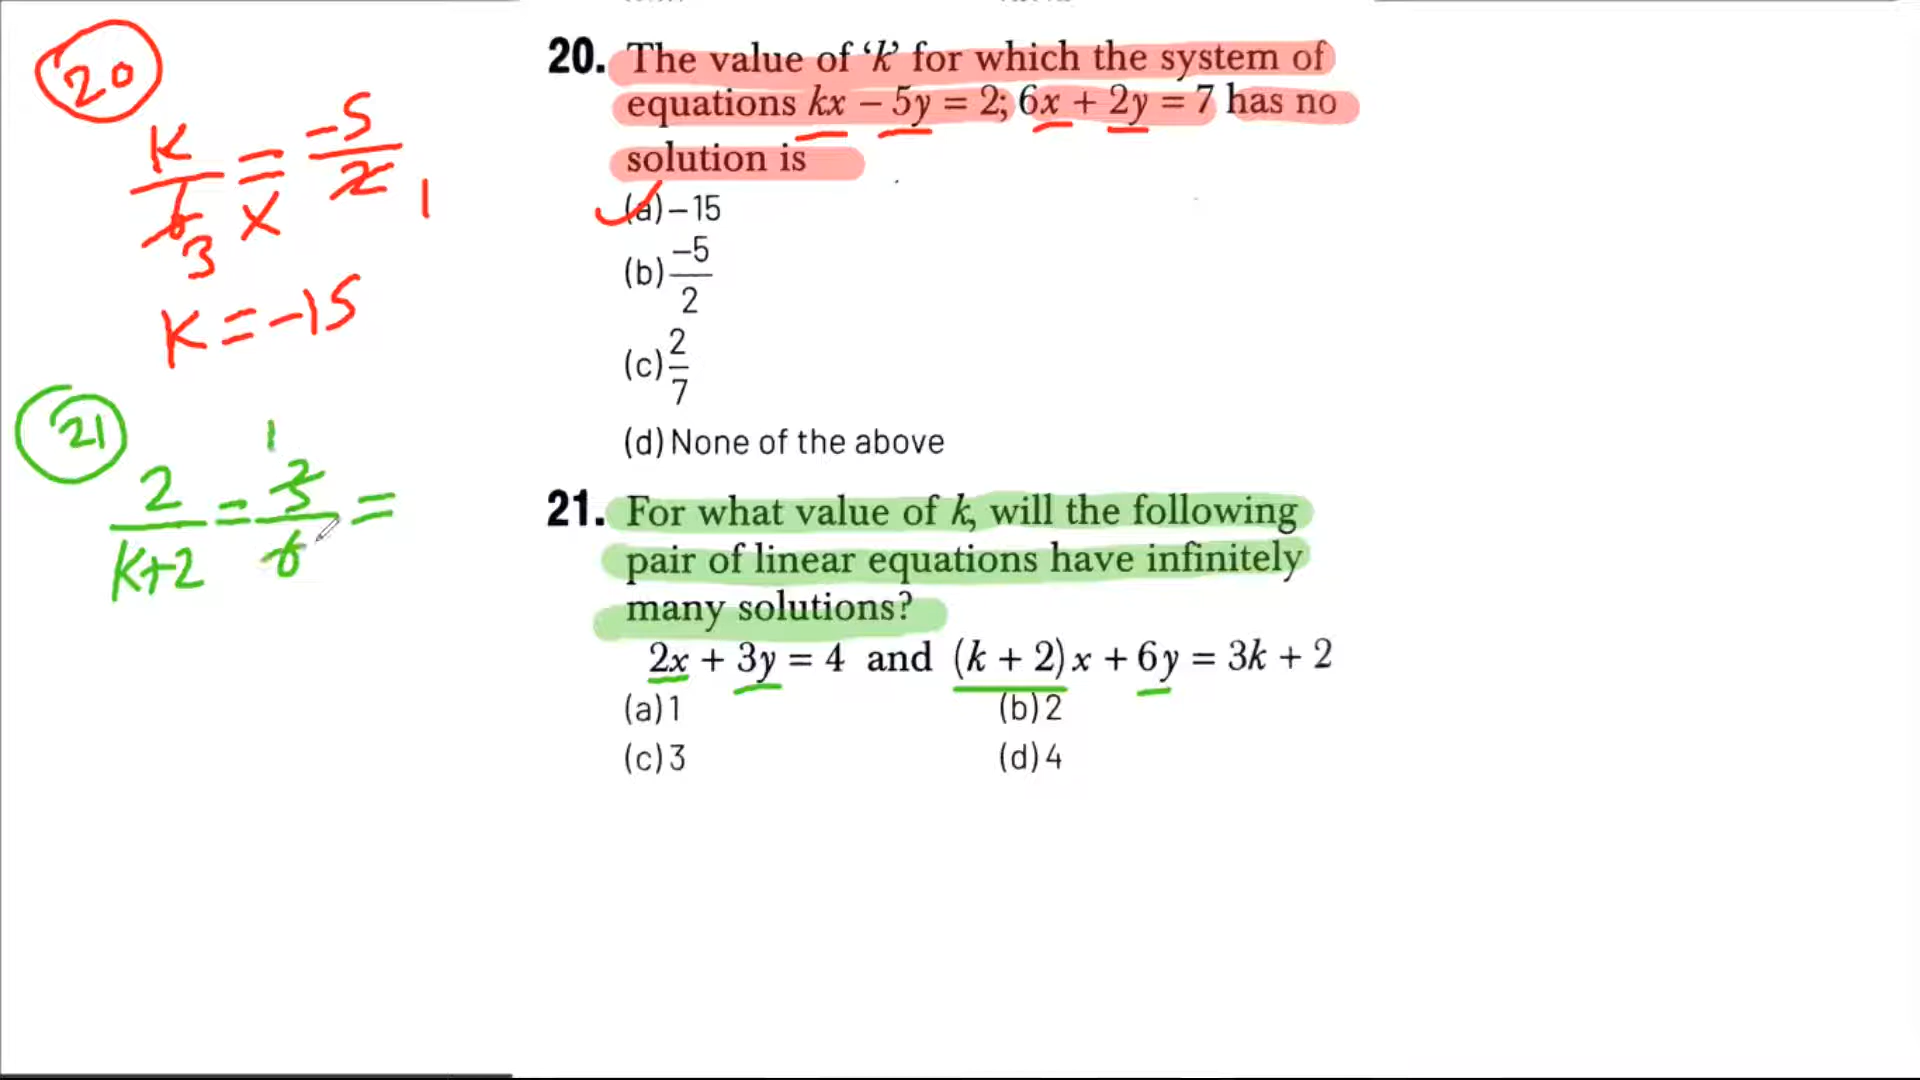 20
K/6 = -5/2
X
3
1
K = -15
21
2/K+2 = 3/6 =
1
20. The value of ‘k’ for which the system of
equations kx – 5y = 2; 6x + 2y = 7 has no
solution is
(a) –15
(b) –5/2
(c) 2/7
(d) None of the above
21. For what value of k, will the following
pair of linear equations have infinitely
many solutions?
2x + 3y = 4 and (k + 2)x + 6y = 3k + 2
(a) 1 (b) 2
(c) 3 (d) 4